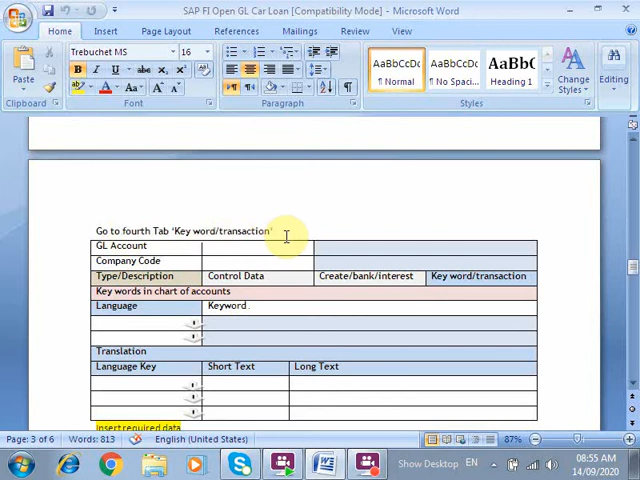 SAP FI Open GL Car Loan [Compatibility Mode] - Microsoft Word
Home Insert Page Layout References Mailings Review View
Paste
Trebuchet MS 16
B I U abc x₂ x²
ab A Aa A A
AaBbCcDc AaBbCcDc AaBbC
¶ Normal ¶ No Spaci... Heading 1
Change Styles
Editing
Clipboard Font Paragraph Styles
Go to fourth Tab ‘Key word/transaction’
GL Account
Company Code
Type/Description Control Data Create/bank/interest Key word/transaction
Key words in chart of accounts
Language Keyword.
Translation
Language Key Short Text Long Text
Insert required data
Page: 3 of 6 Words: 813 English (United States) 87%
Show Desktop EN 08:55 AM
14/09/2020